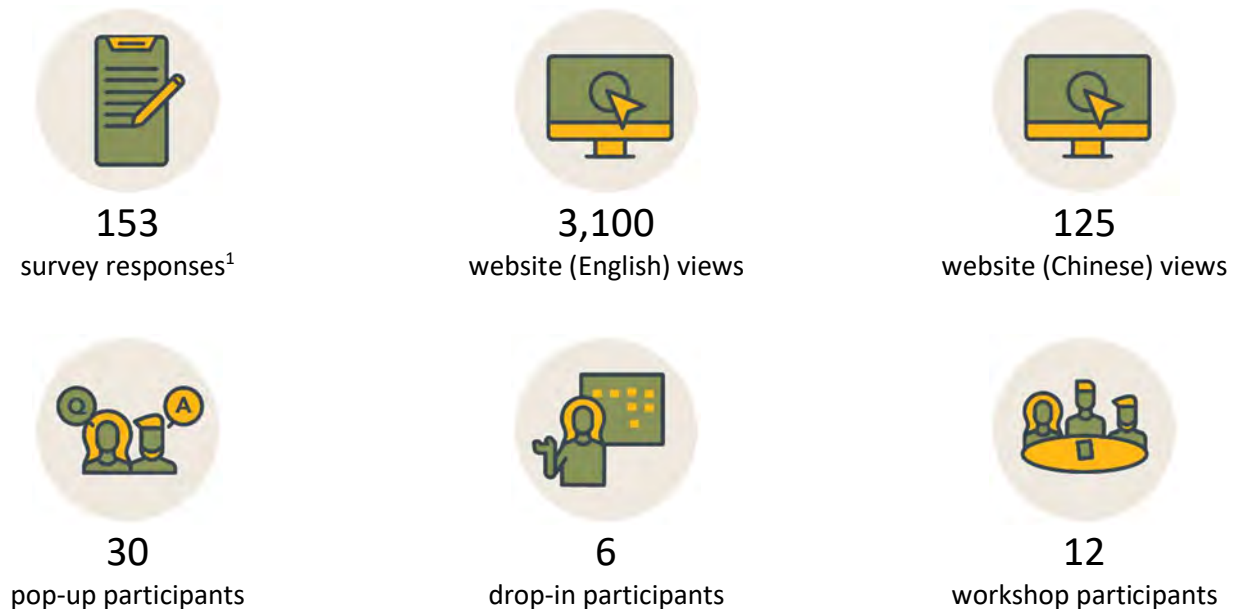 153
survey responses¹
3,100
website (English) views
125
website (Chinese) views
Q
A
30
pop-up participants
6
drop-in participants
12
workshop participants